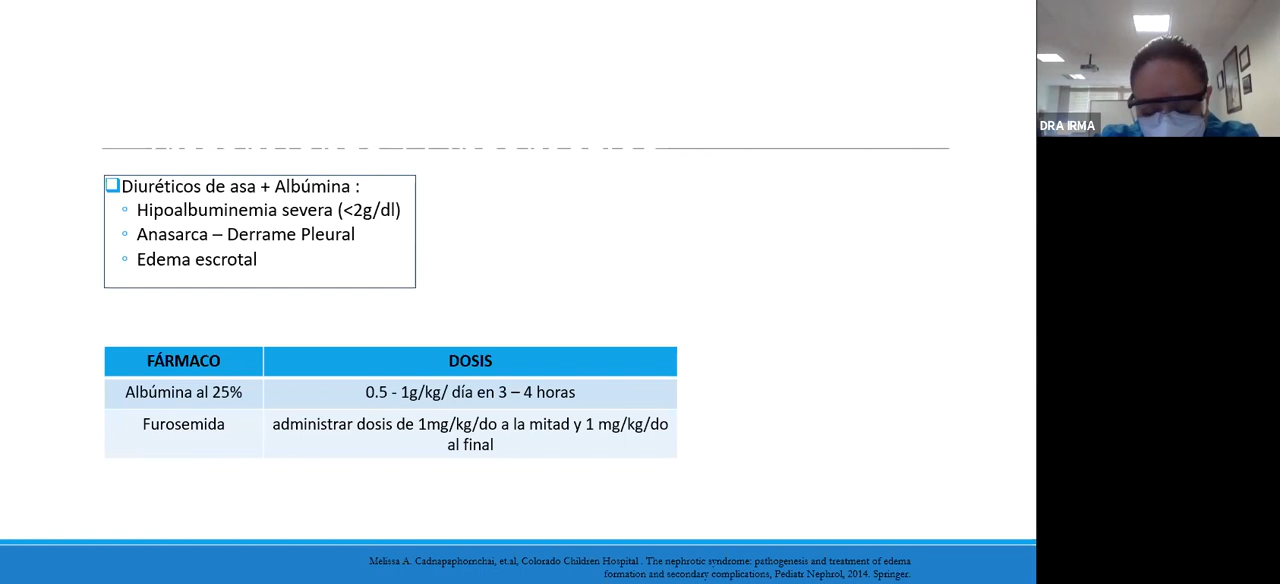 DRA IRMA
Diuréticos de asa + Albúmina :
Hipoalbuminemia severa (<2g/dl)
Anasarca – Derrame Pleural
Edema escrotal
FÁRMACO DOSIS
Albúmina al 25% 0.5 - 1g/kg/ día en 3 – 4 horas
Furosemida administrar dosis de 1mg/kg/do a la mitad y 1 mg/kg/do
al final
Melissa A. Cadnapaphornchai, et.al, Colorado Children Hospital . The nephrotic syndrome: pathogenesis and treatment of edema
formation and secondary complications, Pediatr Nephrol, 2014. Springer.